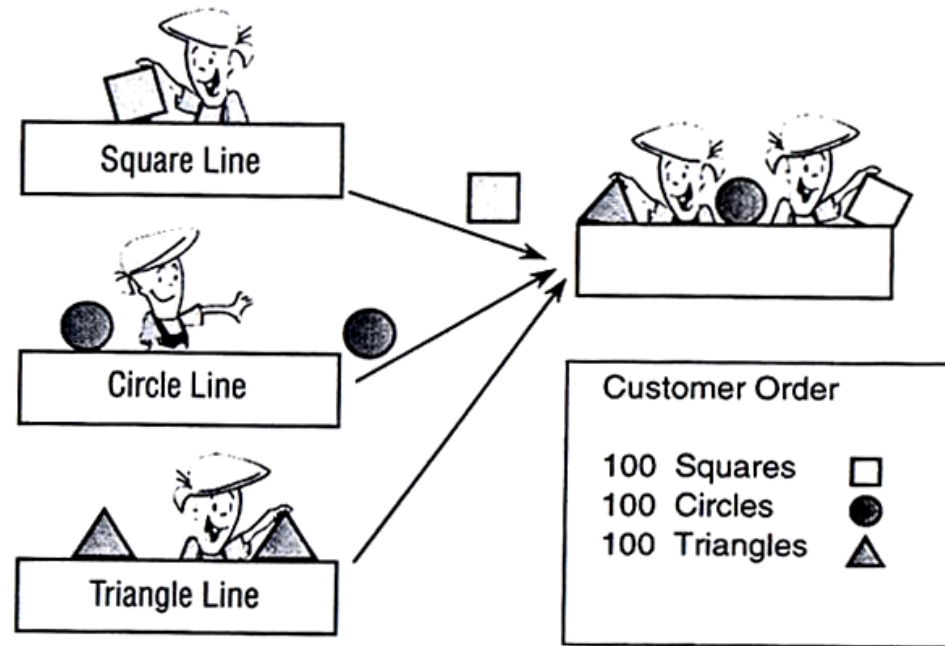 Square Line
Circle Line
Triangle Line
Customer Order
100 Squares
100 Circles
100 Triangles